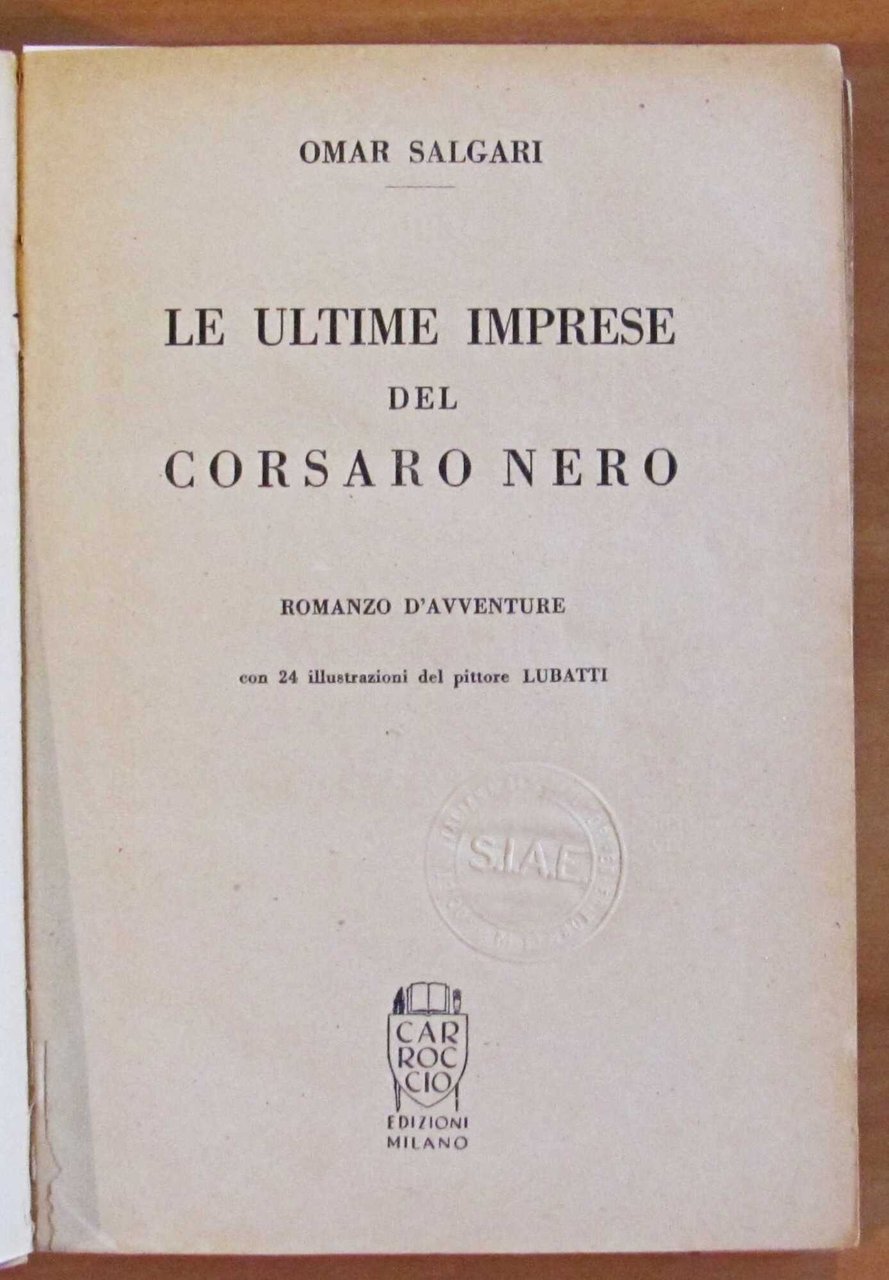 OMAR SALGARI
LE ULTIME IMPRESE
DEL
CORSARO NERO
ROMANZO D'AVVENTURE
con 24 illustrazioni del pittore LUBATTI
S.I.A.E
CAR
ROC
CIO
EDIZIONI
MILANO